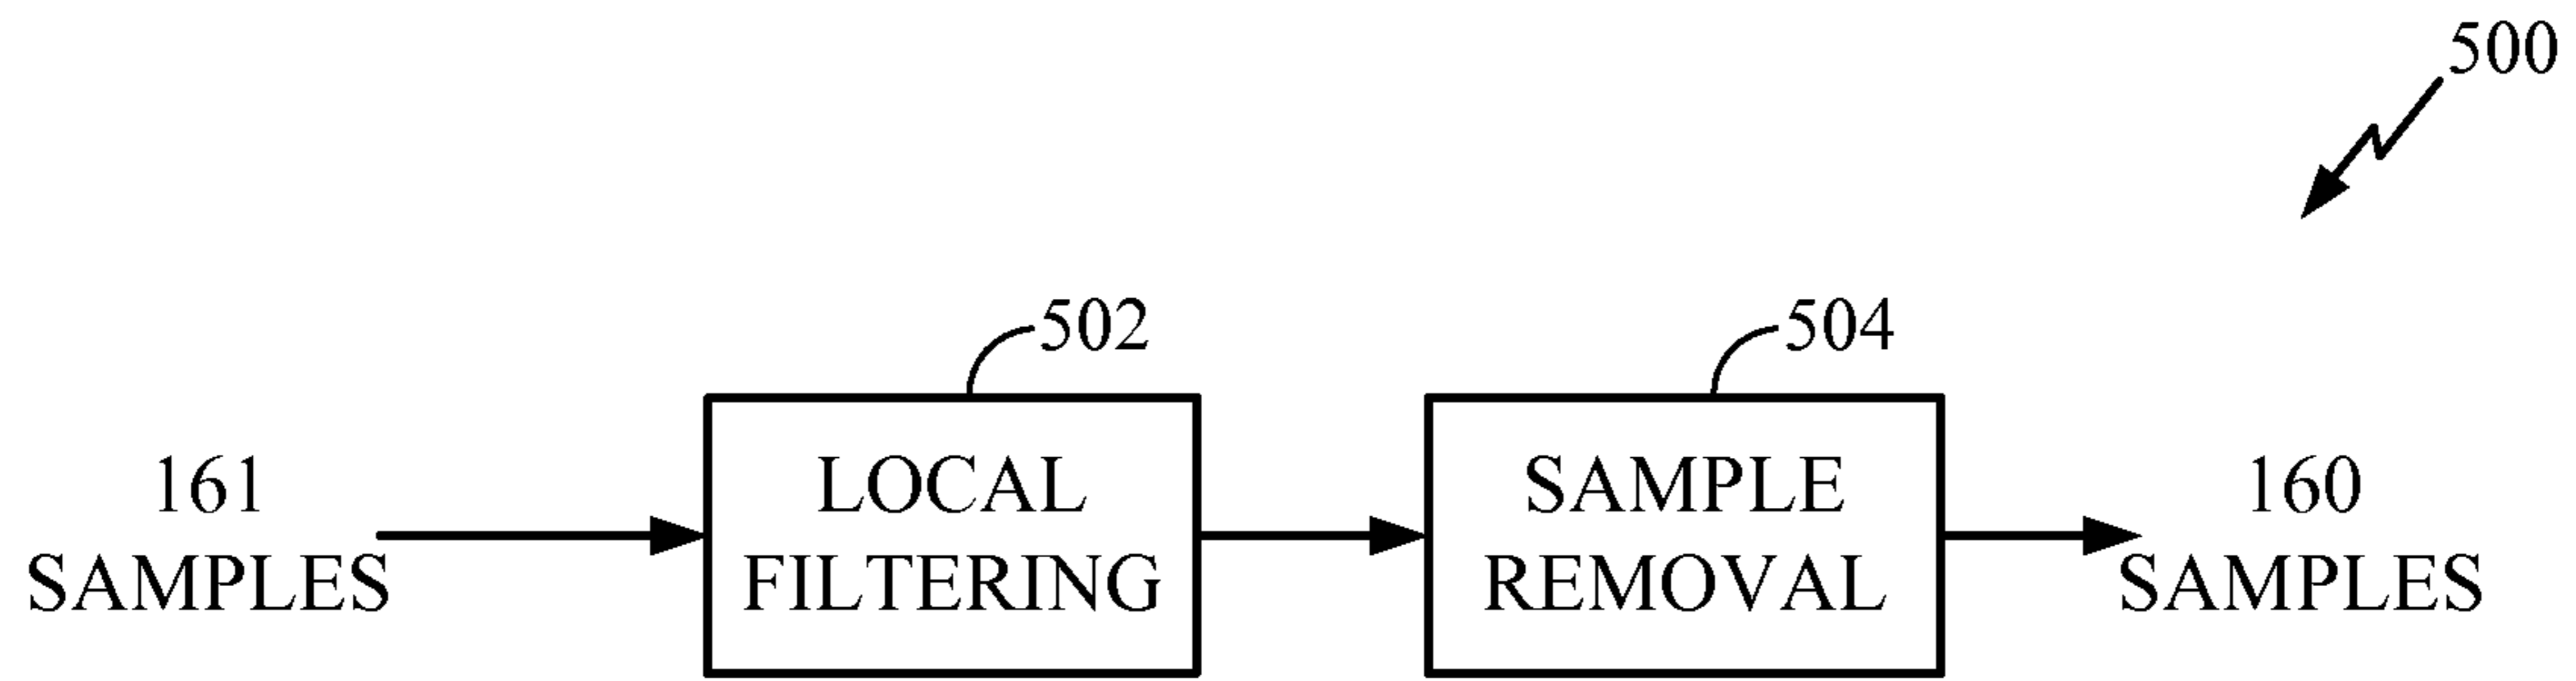 500
502
504
161
SAMPLES
LOCAL
FILTERING
SAMPLE
REMOVAL
160
SAMPLES